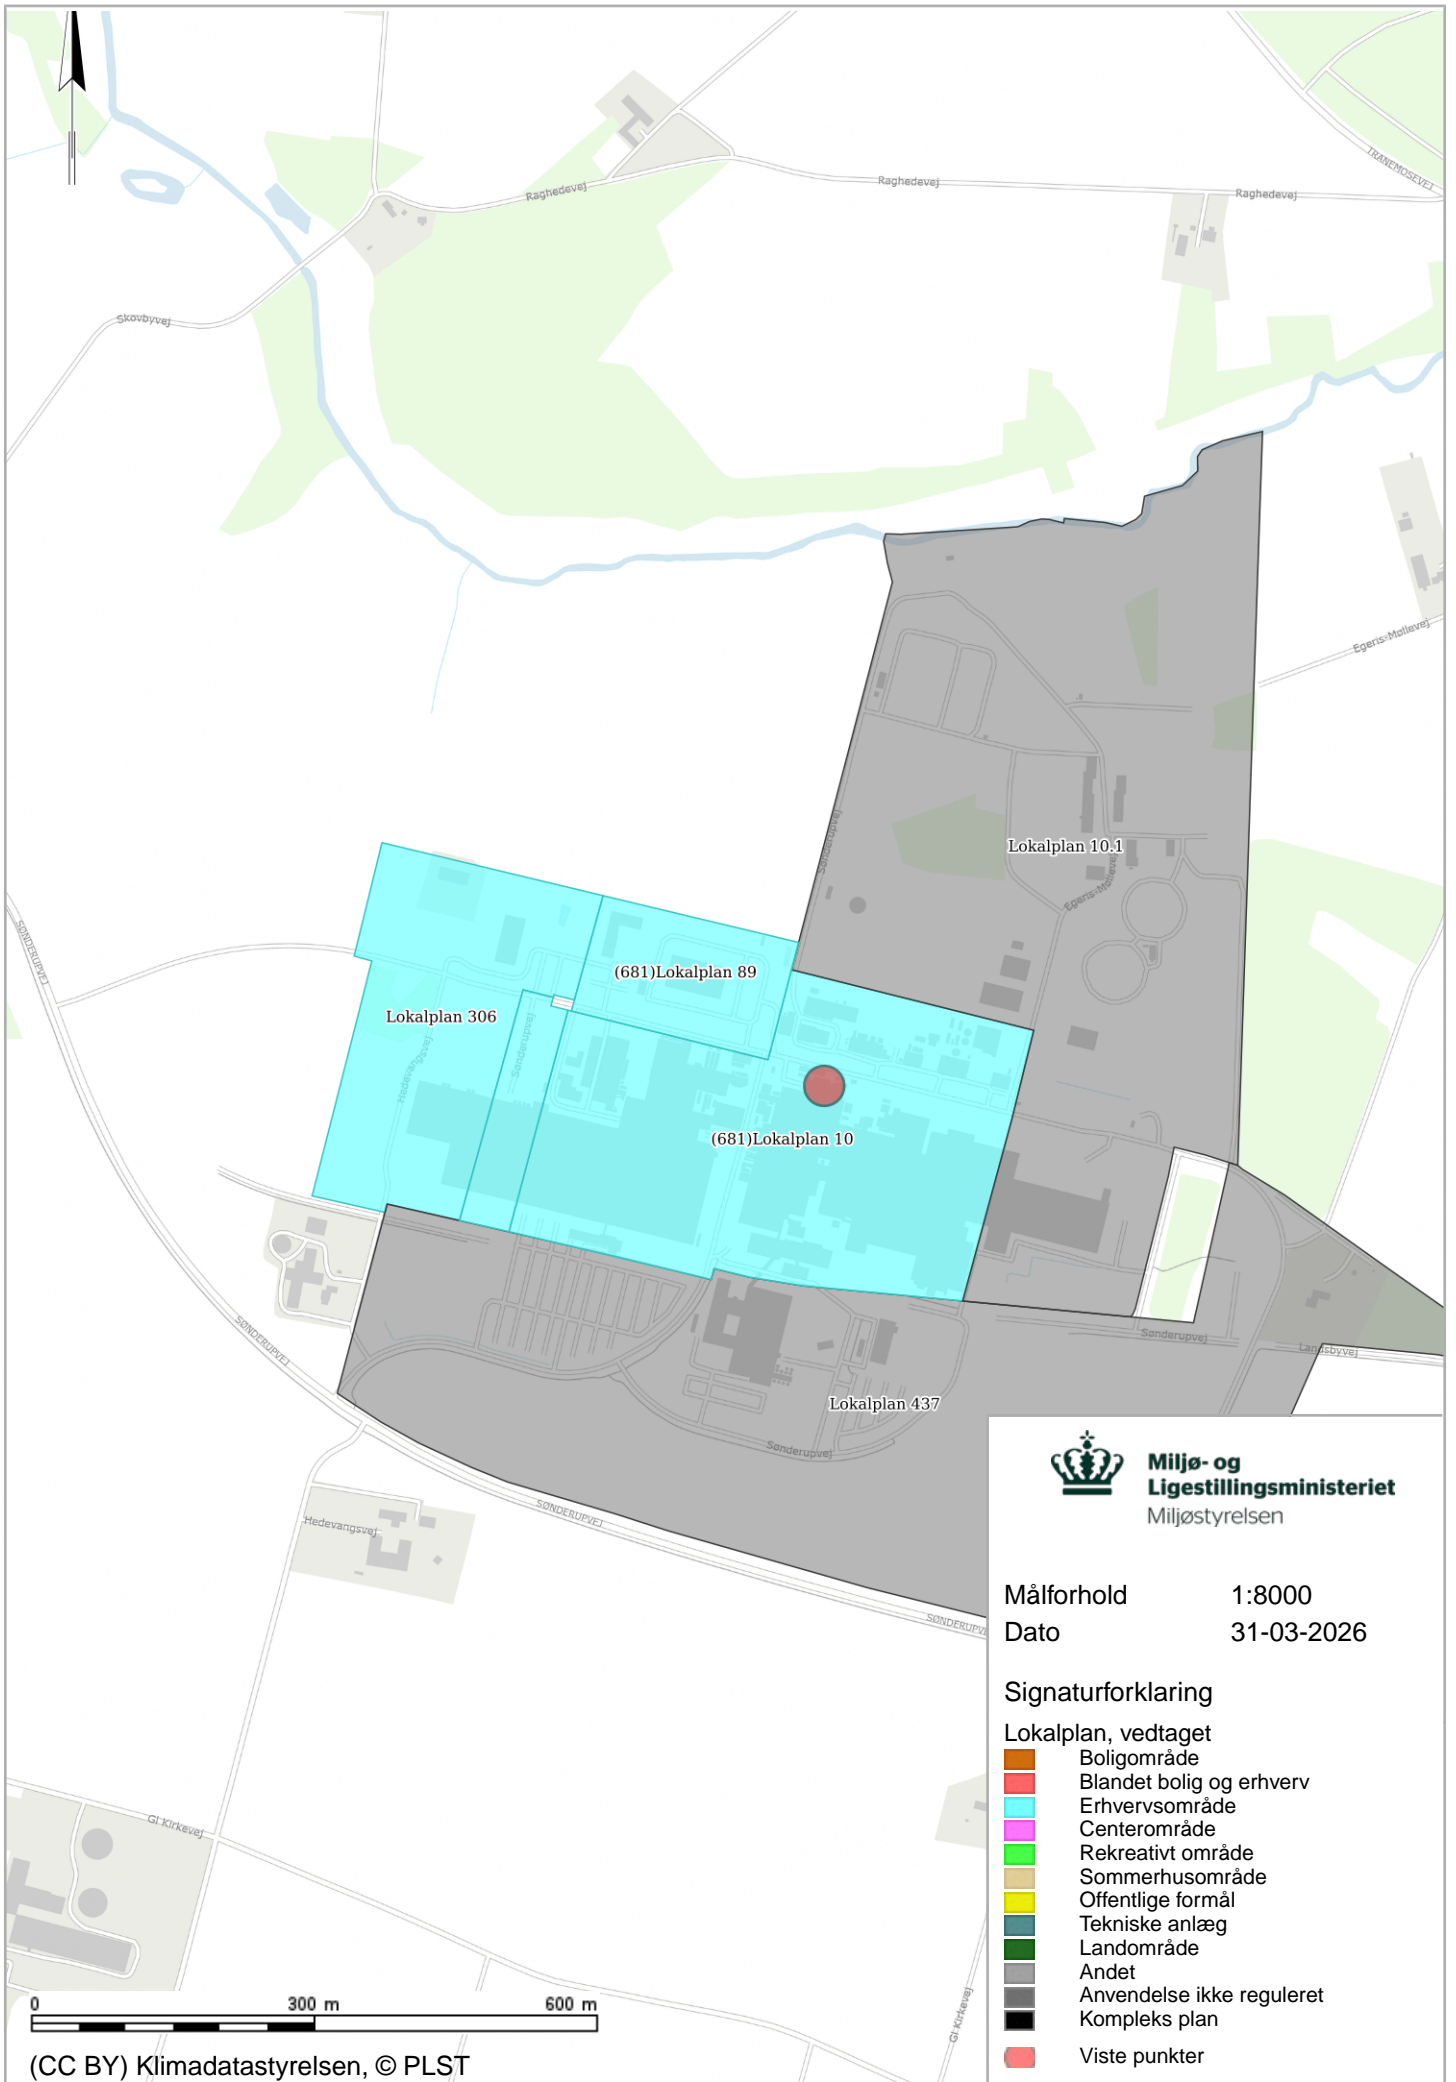 TRANEMOSEVEJ
Raghedevej
Raghedevej
Raghedevej
Skovbyvej
Egeris-Møllevej
Sønderupvej
Lokalplan 10.1
Egeris-Møllevej
SØNDERUPVEJ
(681)Lokalplan 89
Lokalplan 306
Sønderupvej
Hedevangsvej
(681)Lokalplan 10
SØNDERUPVEJ
Sønderupvej
Landsbyvej
Lokalplan 437
Sønderupvej
SØNDERUPVEJ
Hedevangsvej
SØNDERUPVE
Gl Kirkevej
Gl Kirkevej
Miljø- og
Ligestillingsministeriet
Miljøstyrelsen
Målforhold 1:8000
Dato 31-03-2026
Signaturforklaring
Lokalplan, vedtaget
Boligområde
Blandet bolig og erhverv
Erhvervsområde
Centerområde
Rekreativt område
Sommerhusområde
Offentlige formål
Tekniske anlæg
Landområde
Andet
Anvendelse ikke reguleret
Kompleks plan
Viste punkter
0 300 m 600 m
(CC BY) Klimadatastyrelsen, © PLST